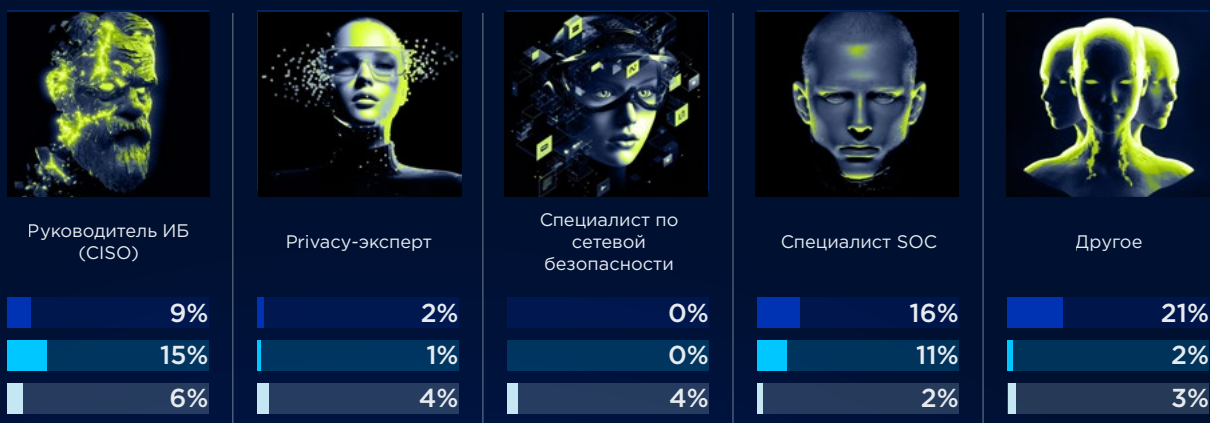 Руководитель ИБ
(CISO)
Privacy-эксперт
Специалист по
сетевой
безопасности
Специалист SOC
Другое
9%
2%
0%
16%
21%
15%
1%
0%
11%
2%
6%
4%
4%
2%
3%